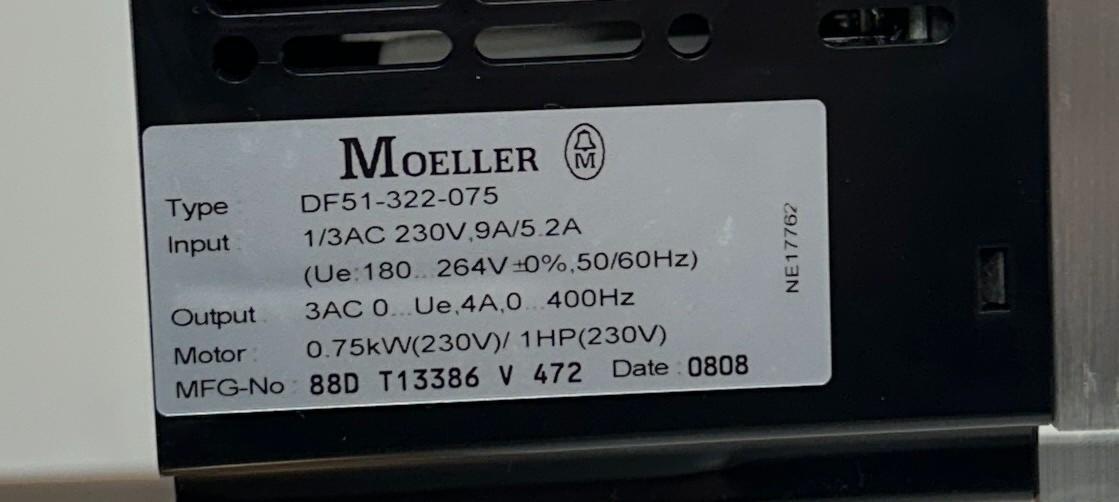 MOELLER M
Type DF51-322-075
Input : 1/3AC 230V,9A/5.2A
(Ue:180...264V±0%,50/60Hz)
Output : 3AC 0...Ue,4A,0...400Hz
Motor : 0.75kW(230V)/ 1HP(230V)
MFG-No : 88D T13386 V 472 Date : 0808
NE17762